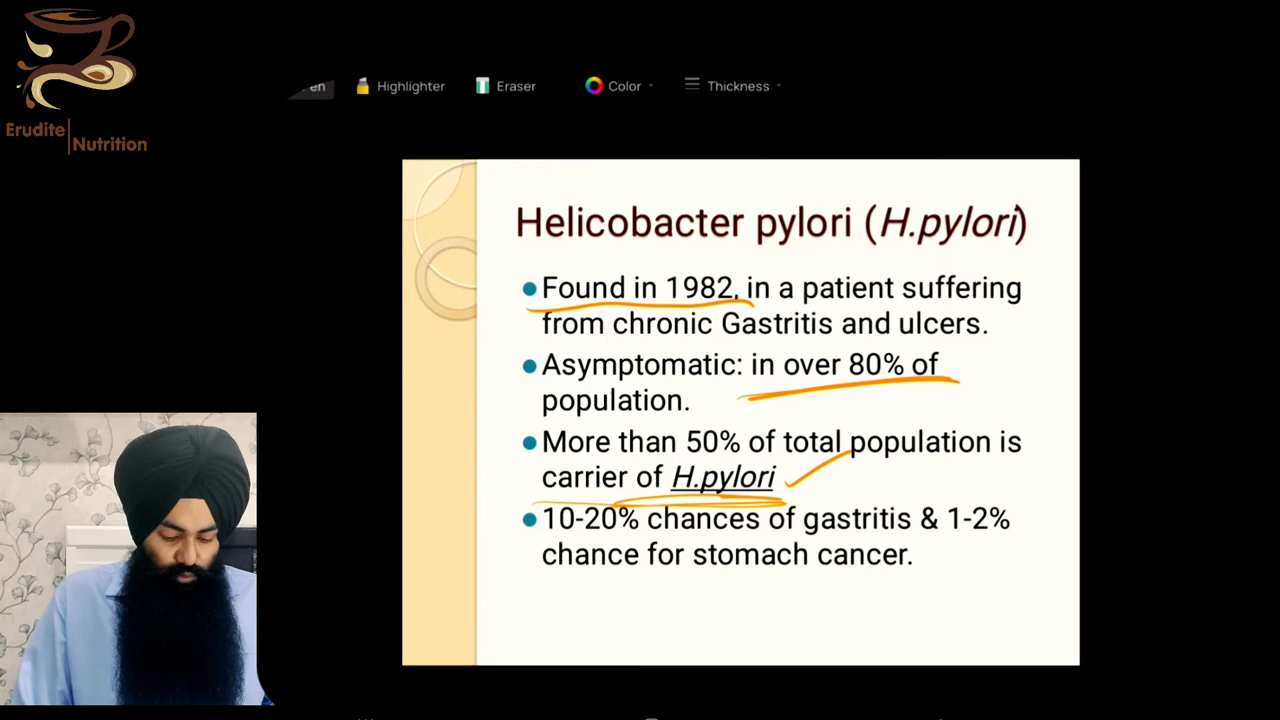 Erudite
Nutrition
en
Highlighter
Eraser
Color
Thickness
Helicobacter pylori (H.pylori)
Found in 1982, in a patient suffering
from chronic Gastritis and ulcers.
Asymptomatic: in over 80% of
population.
More than 50% of total population is
carrier of H.pylori
10-20% chances of gastritis & 1-2%
chance for stomach cancer.